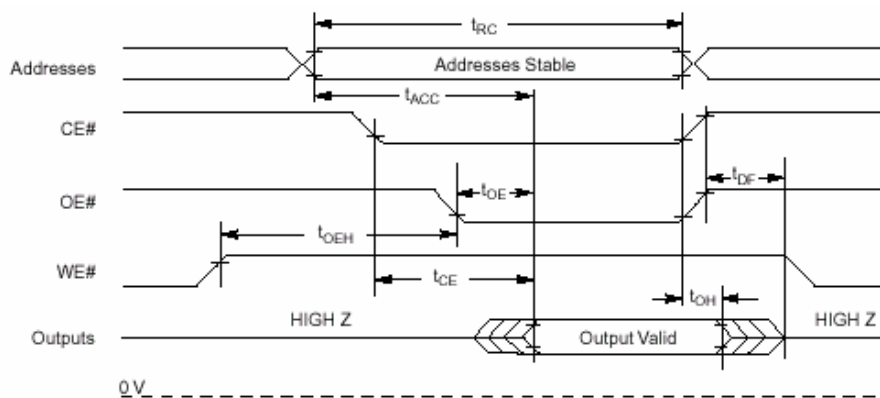 tRC
Addresses
Addresses Stable
tACC
CE#
tOE
tDF
OE#
tOEH
WE#
tCE
tOH
HIGH Z
HIGH Z
Outputs
Output Valid
0 V